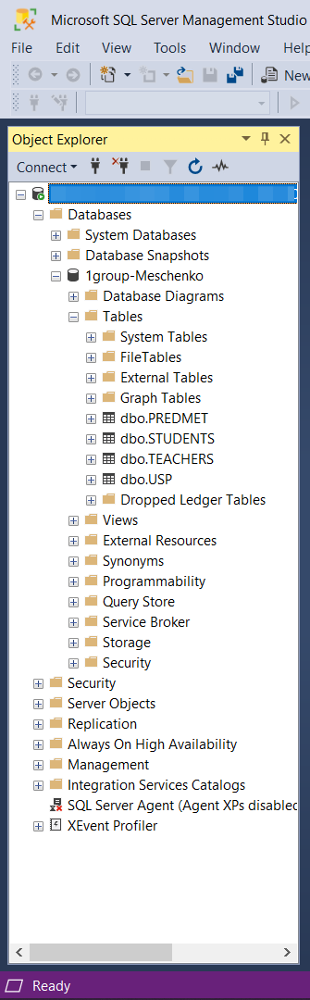 Microsoft SQL Server Management Studio
File Edit View Tools Window Help
New
Object Explorer
Connect
Databases
System Databases
Database Snapshots
1group-Meschenko
Database Diagrams
Tables
System Tables
FileTables
External Tables
Graph Tables
dbo.PREDMET
dbo.STUDENTS
dbo.TEACHERS
dbo.USP
Dropped Ledger Tables
Views
External Resources
Synonyms
Programmability
Query Store
Service Broker
Storage
Security
Security
Server Objects
Replication
Always On High Availability
Management
Integration Services Catalogs
SQL Server Agent (Agent XPs disabled
XEvent Profiler
Ready